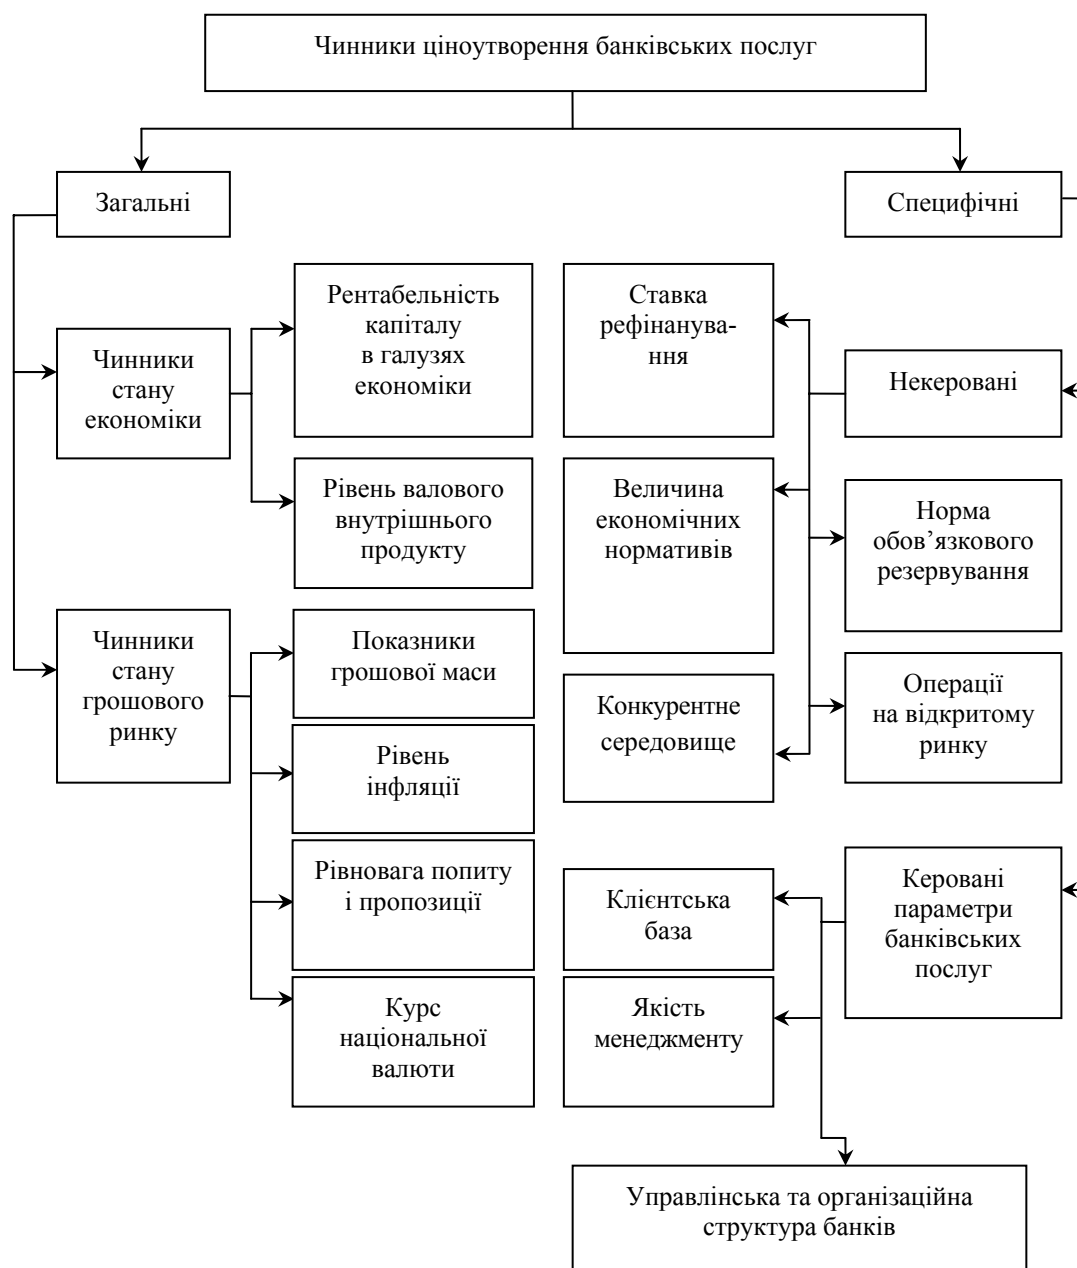 Чинники ціноутворення банківських послуг
Загальні
Специфічні
Рентабельність
капіталу
в галузях
економіки
Ставка
рефінанува-
ння
Чинники
стану
економіки
Некеровані
Рівень валового
внутрішнього
продукту
Величина
економічних
нормативів
Норма
обов’язкового
резервування
Чинники
стану
грошового
ринку
Показники
грошової маси
Конкурентне
середовище
Операції
на відкритому
ринку
Рівень
інфляції
Рівновага попиту
і пропозиції
Клієнтська
база
Керовані
параметри
банківських
послуг
Курс
національної
валюти
Якість
менеджменту
Управлінська та організаційна
структура банків